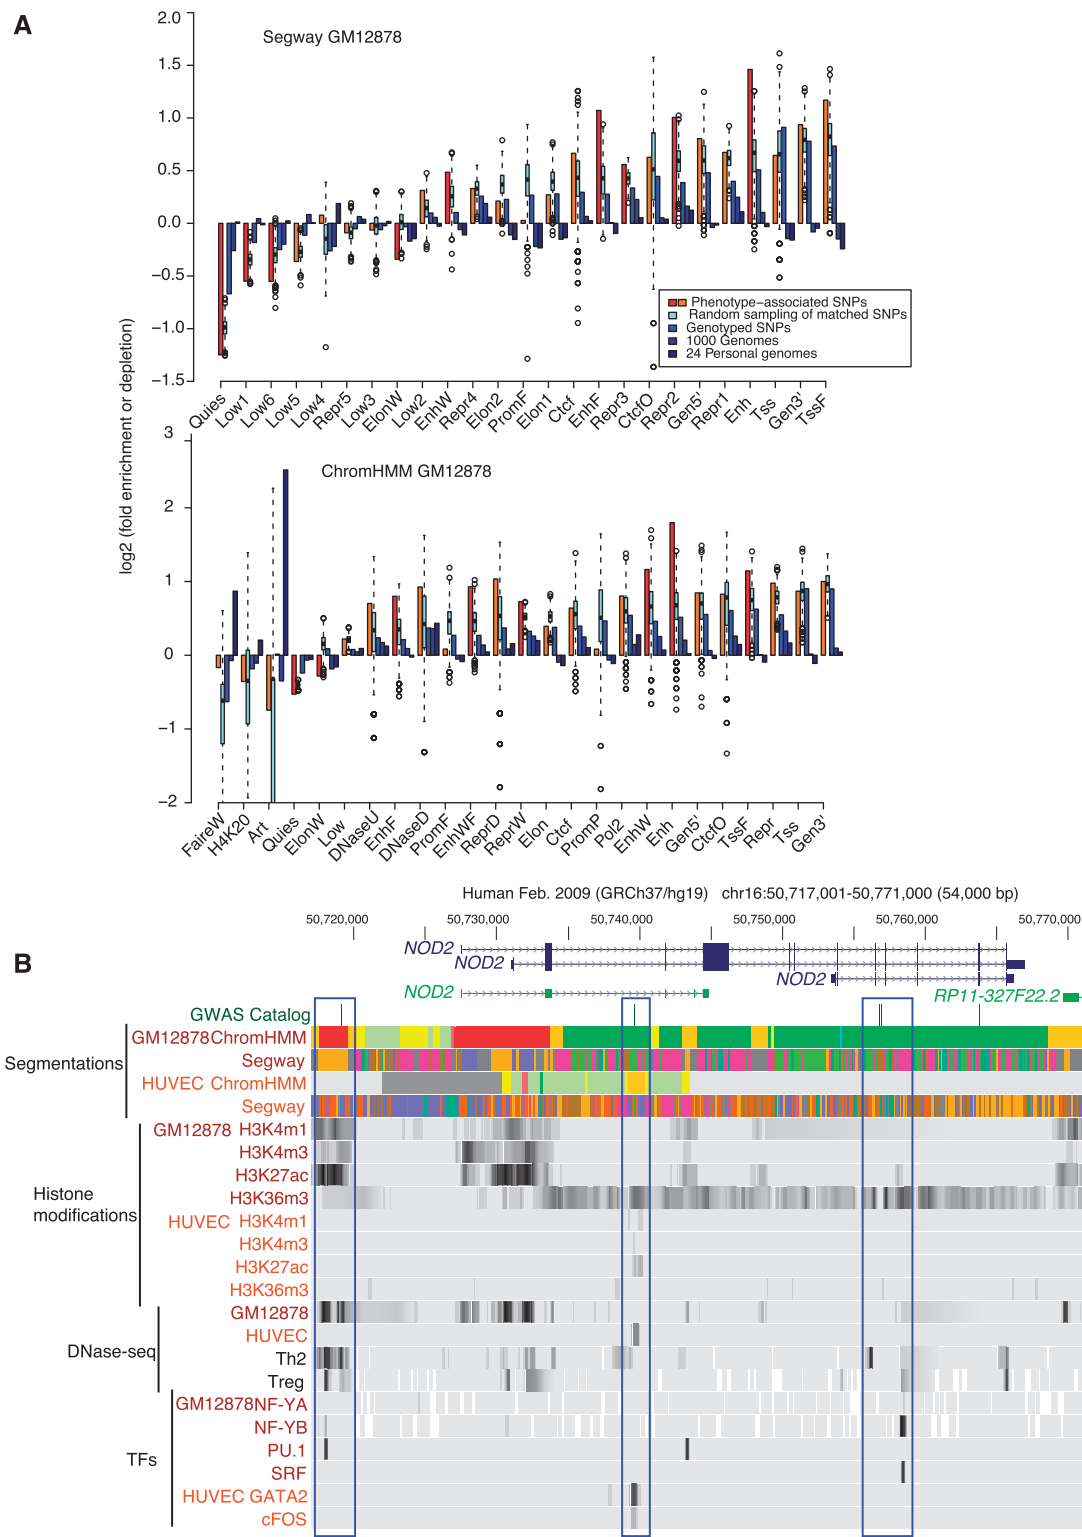 A
Segway GM12878
log2 (fold enrichment or depletion)
2.0
1.5
1.0
0.5
0.0
−0.5
−1.0
−1.5
Phenotype−associated SNPs
Random sampling of matched SNPs
Genotyped SNPs
1000 Genomes
24 Personal genomes
Quies Low1 Low6 Low5 Low4 Repr5 Low3 ElonW Low2 EnhW Repr4 Elon2 PromF Elon1 Ctcf EnhF Repr3 CtcfO Repr2 Gen5' Repr1 Enh Tss Gen3' TssF
ChromHMM GM12878
3
2
1
0
−1
−2
FaireW H4K20 Art Quies ElonW Low DNaseU EnhF DNaseD PromF EnhWF ReprD ReprW Elon Ctcf PromP Pol2 EnhW Enh Gen5' CtcfO TssF Repr Tss Gen3'
Human Feb. 2009 (GRCh37/hg19) chr16:50,717,001-50,771,000 (54,000 bp)
50,720,000 50,730,000 50,740,000 50,750,000 50,760,000 50,770,000
B
NOD2
NOD2
NOD2
NOD2
RP11-327F22.2
GWAS Catalog
Segmentations
GM12878 ChromHMM
Segway
HUVEC ChromHMM
Segway
Histone modifications
GM12878 H3K4m1
H3K4m3
H3K27ac
H3K36m3
HUVEC H3K4m1
H3K4m3
H3K27ac
H3K36m3
DNase-seq
GM12878
HUVEC
Th2
Treg
TFs
GM12878 NF-YA
NF-YB
PU.1
SRF
HUVEC GATA2
cFOS